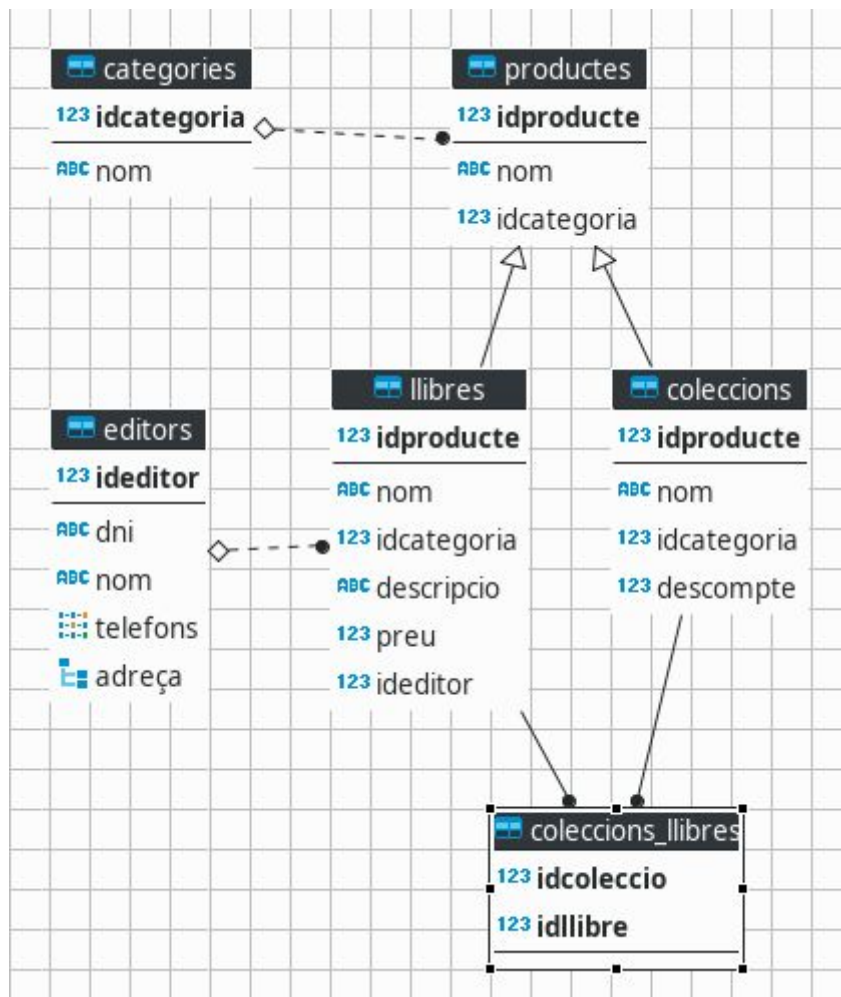 categories
123 idcategoria
ABC nom
productes
123 idproducte
ABC nom
123 idcategoria
editors
123 ideditor
ABC dni
ABC nom
telefons
adreça
llibres
123 idproducte
ABC nom
123 idcategoria
ABC descripcio
123 preu
123 ideditor
coleccions
123 idproducte
ABC nom
123 idcategoria
123 descompte
coleccions_llibres
123 idcoleccio
123 idllibre